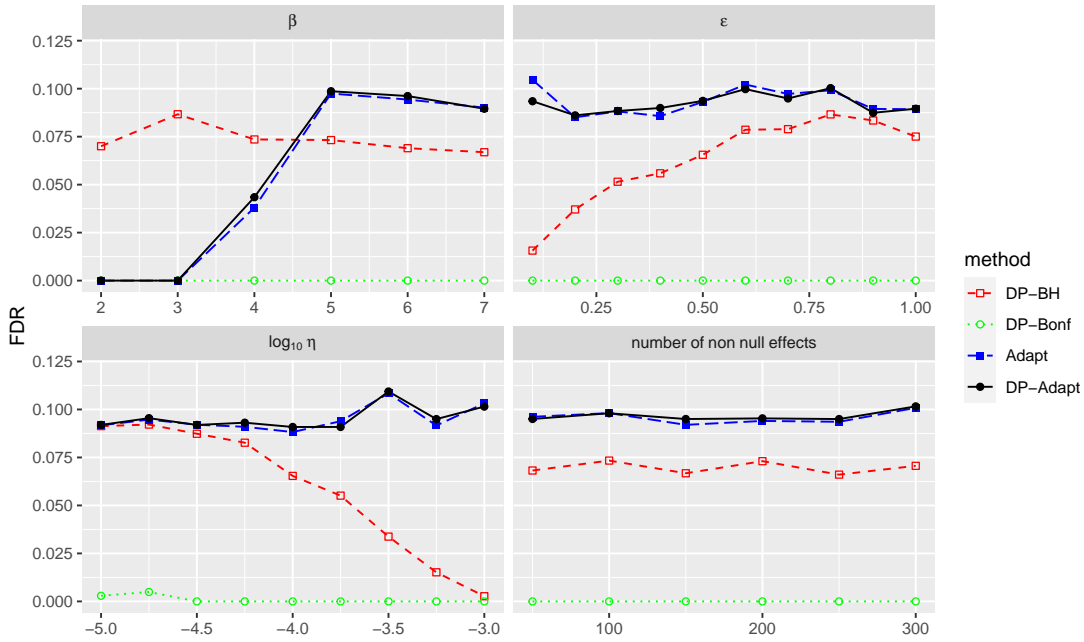 β
ε
0.125
0.100
0.075
0.050
0.025
0.000
2 3 4 5 6 7
0.25 0.50 0.75 1.00
FDR
log₁₀ η
number of non null effects
0.125
0.100
0.075
0.050
0.025
0.000
−5.0 −4.5 −4.0 −3.5 −3.0
100 200 300
method
DP−BH
DP−Bonf
Adapt
DP−Adapt